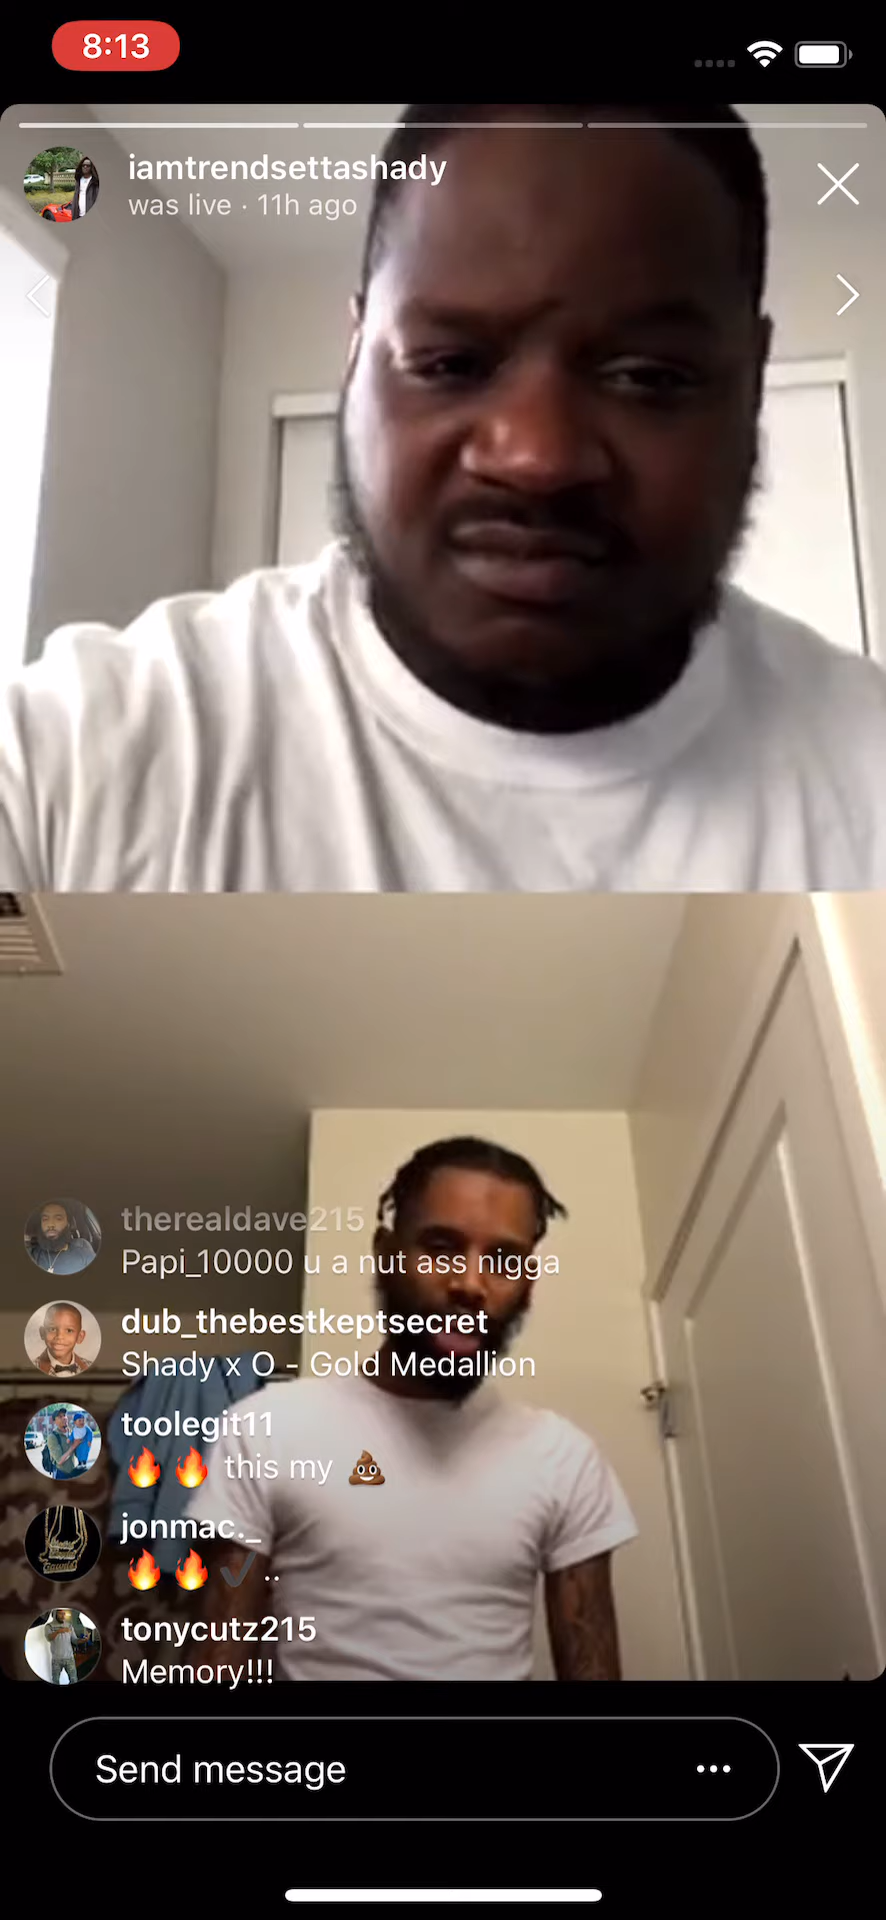 8:13
iamtrendsettashady
was live · 11h ago
therealdave215
Papi_10000 u a nut ass nigga
dub_thebestkeptsecret
Shady x O - Gold Medallion
toolegit11
🔥 🔥 this my 💩
jonmac._
🔥 🔥 ✔️..
tonycutz215
Memory!!!
Send message